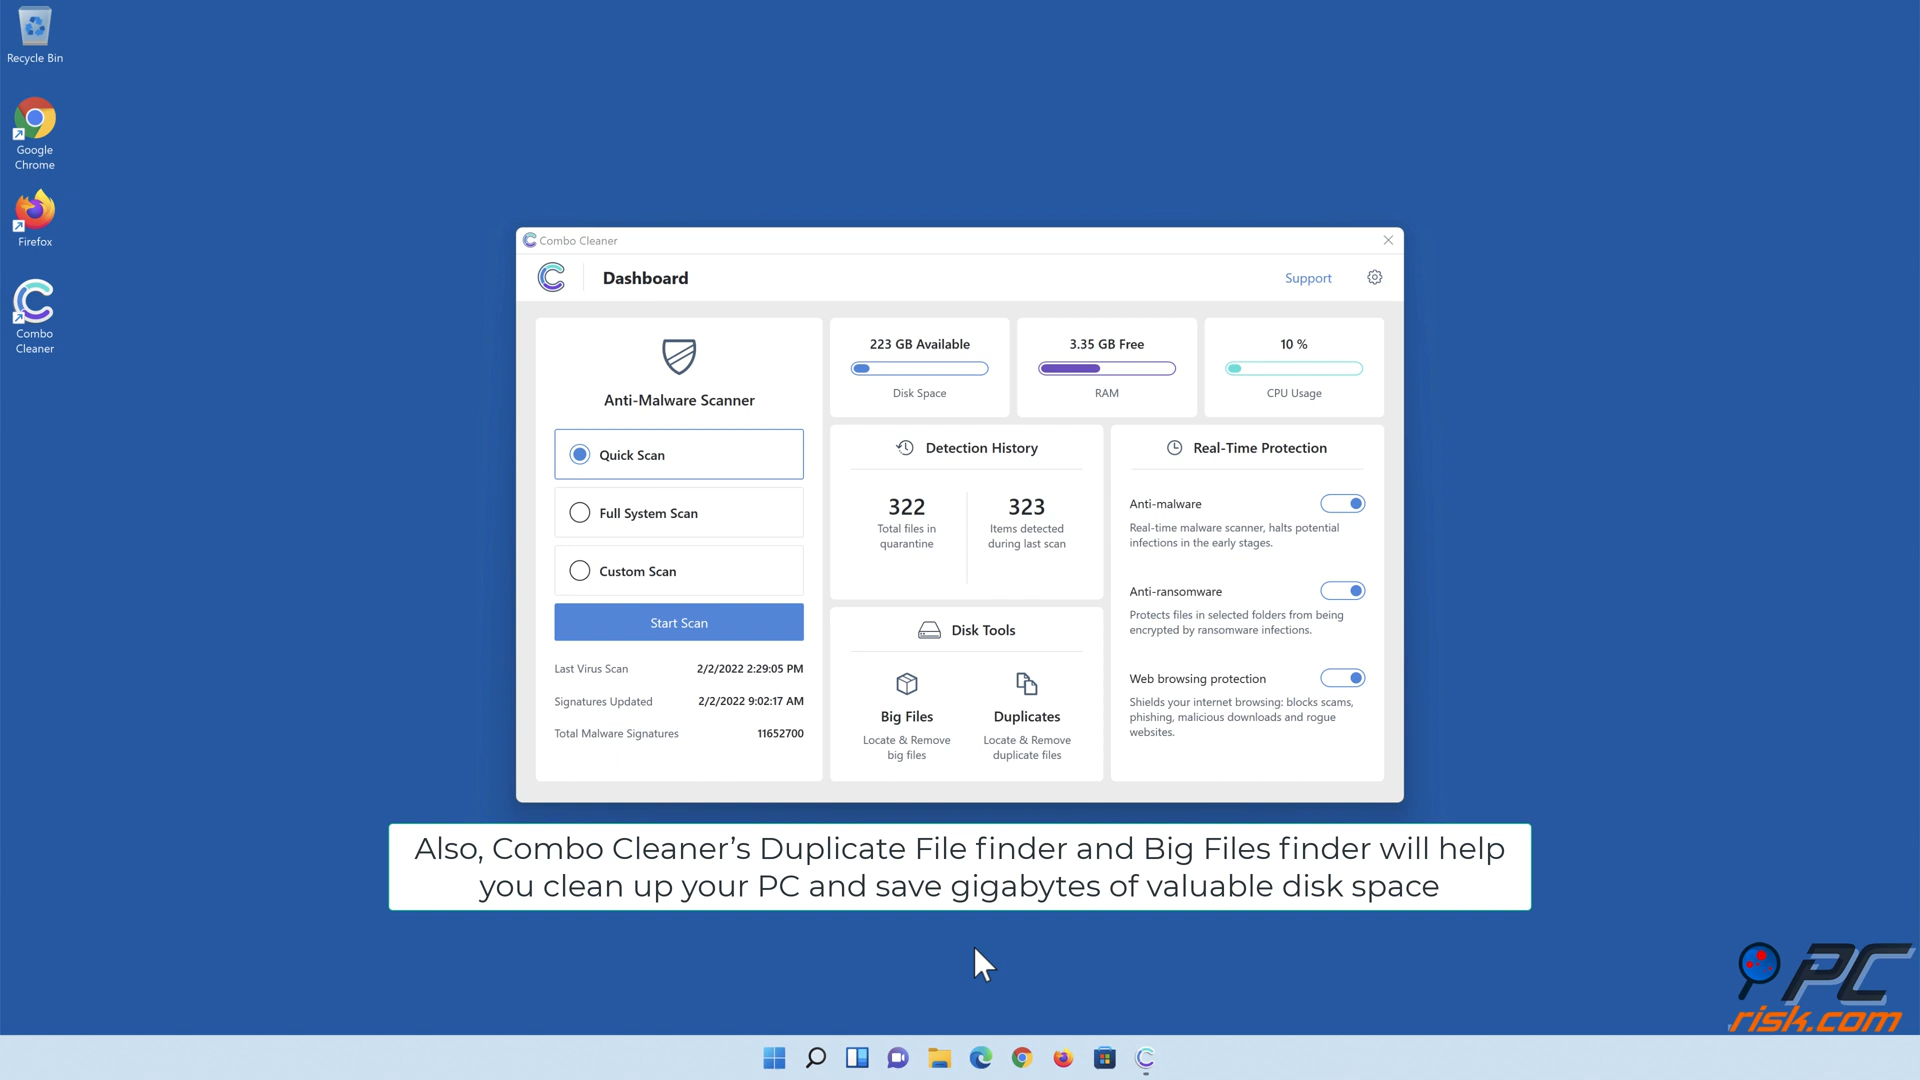 Recycle Bin
Google
Chrome
Firefox
Combo
Cleaner
Combo Cleaner
Dashboard
Support
Anti-Malware Scanner
Quick Scan
Full System Scan
Custom Scan
Start Scan
Last Virus Scan 2/2/2022 2:29:05 PM
Signatures Updated 2/2/2022 9:02:17 AM
Total Malware Signatures 11652700
223 GB Available
Disk Space
3.35 GB Free
RAM
10 %
CPU Usage
Detection History
322
Total files in
quarantine
323
Items detected
during last scan
Disk Tools
Big Files
Locate & Remove
big files
Duplicates
Locate & Remove
duplicate files
Real-Time Protection
Anti-malware
Real-time malware scanner, halts potential
infections in the early stages.
Anti-ransomware
Protects files in selected folders from being
encrypted by ransomware infections.
Web browsing protection
Shields your internet browsing: blocks scams,
phishing, malicious downloads and rogue
websites.
Also, Combo Cleaner’s Duplicate File finder and Big Files finder will help
you clean up your PC and save gigabytes of valuable disk space
PC
risk.com